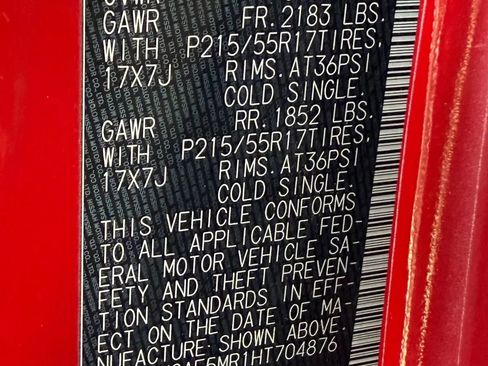 GVWR
GAWR FR. 2183 LBS.
WITH P215/55R17TIRES,
17X7J RIMS. AT36PSI
COLD SINGLE.
GAWR RR. 1852 LBS.
WITH P215/55R17TIRES,
17X7J RIMS. AT36PSI
COLD SINGLE.
THIS VEHICLE CONFORMS
TO ALL APPLICABLE FED-
ERAL MOTOR VEHICLE SA-
FETY AND THEFT PREVEN-
TION STANDARDS IN EFF
ECT ON THE DATE OF MA-
NUFACTURE: SHOWN ABOVE.
5MR1HT704876